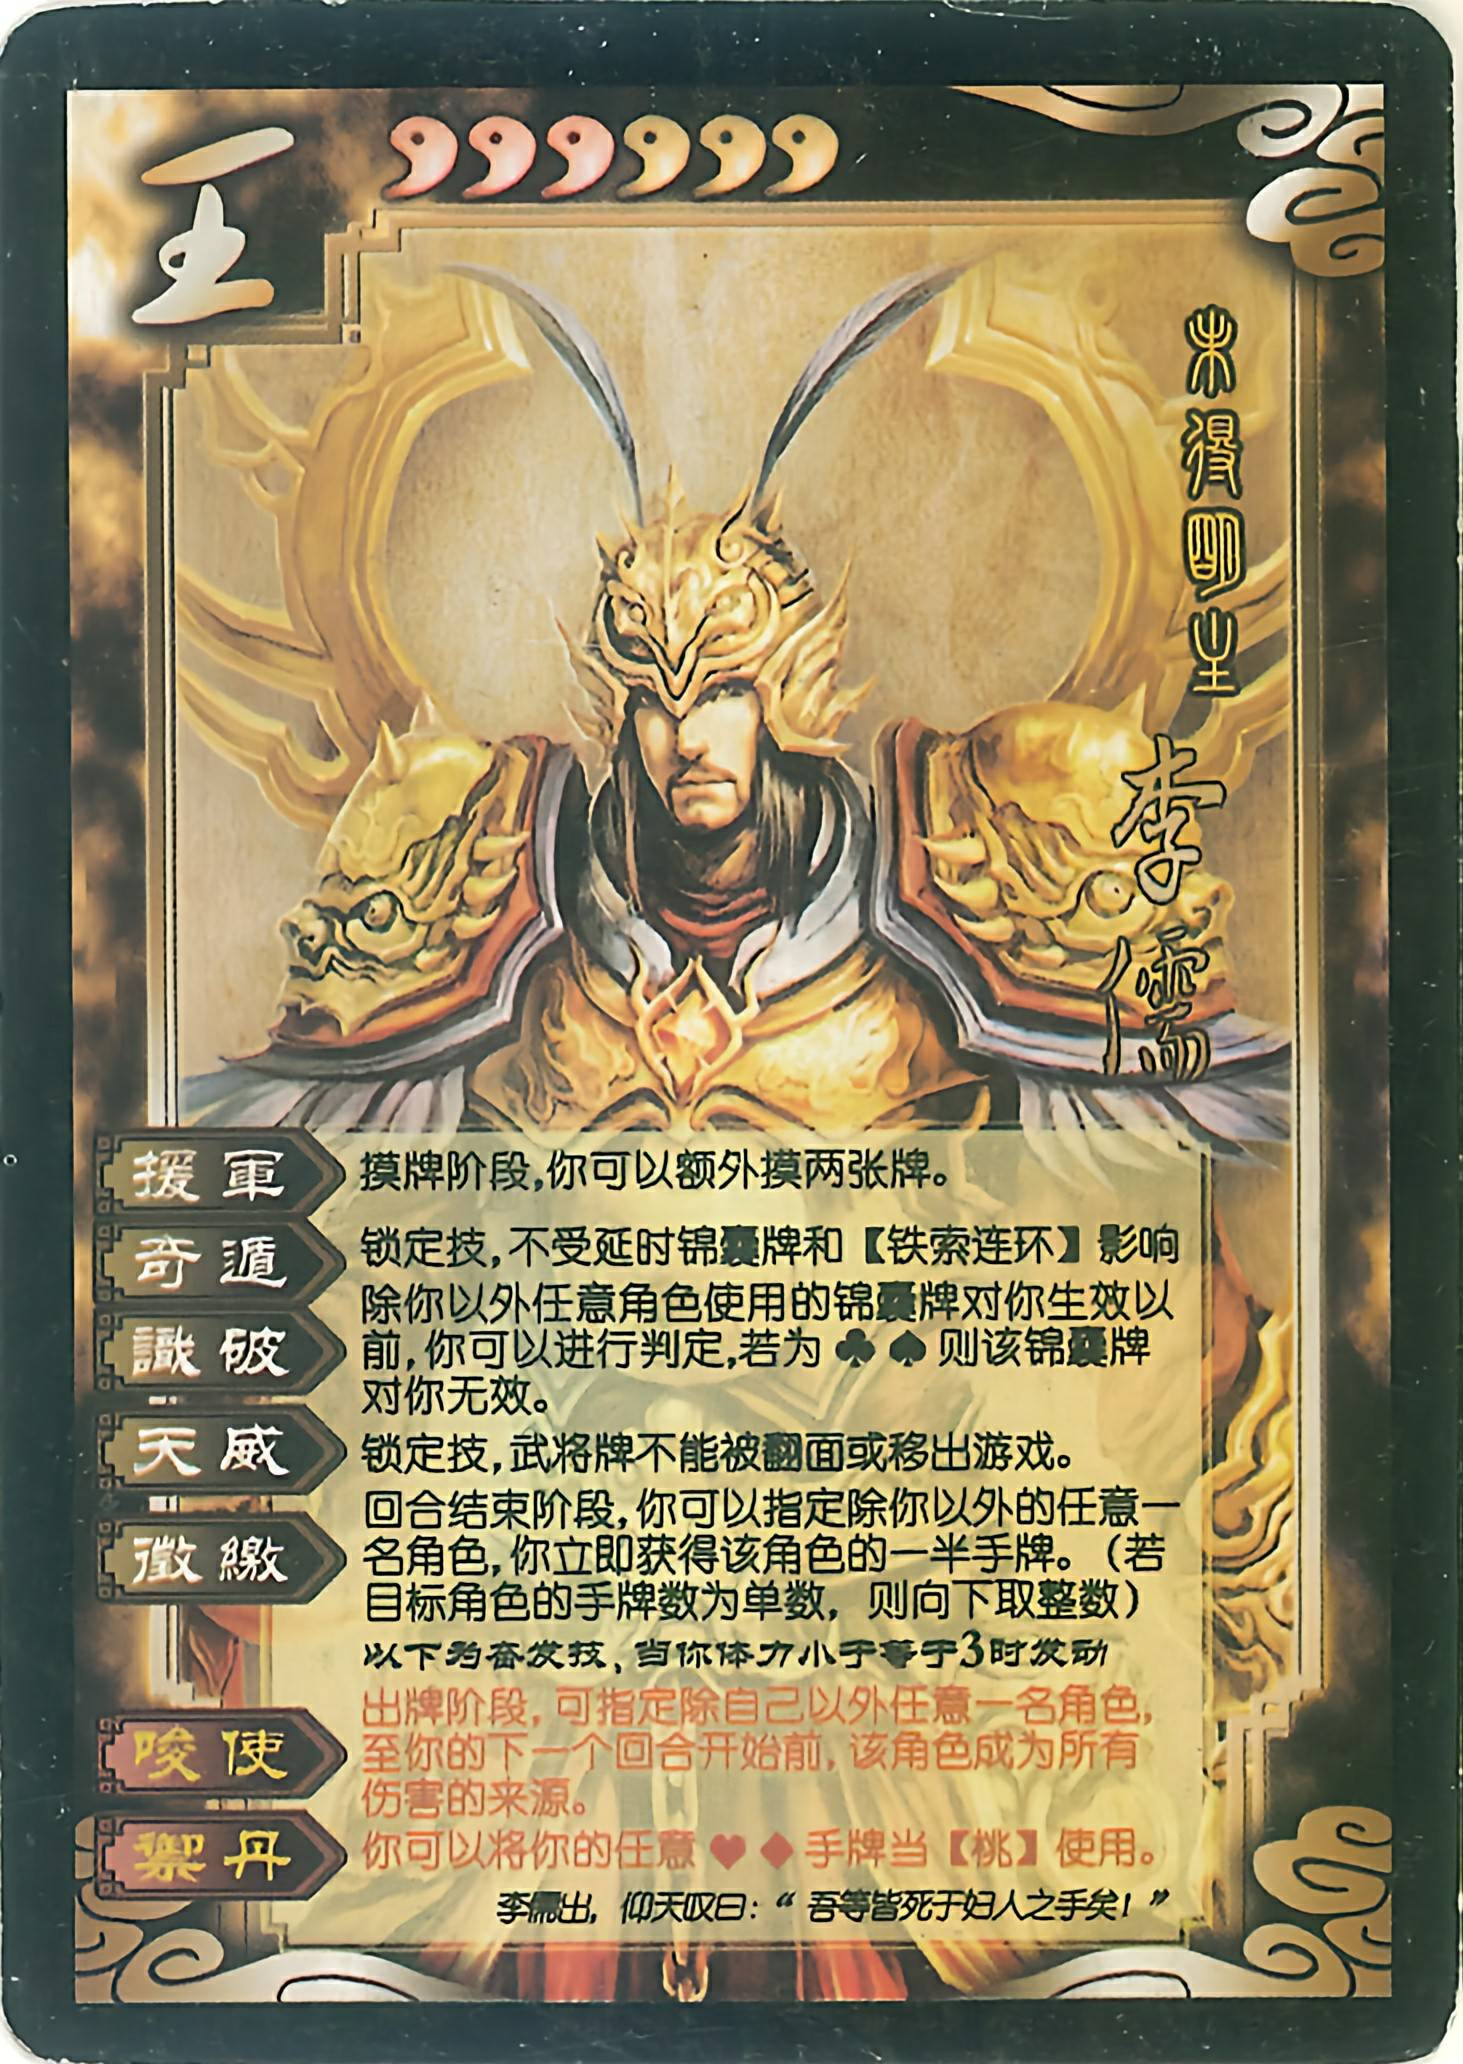 王
未得明主
李儒
援軍
摸牌阶段,你可以额外摸两张牌。
奇遁
锁定技,不受延时锦囊牌和【铁索连环】影响
識破
除你以外任意角色使用的锦囊牌对你生效以
前,你可以进行判定,若为♣♠则该锦囊牌
对你无效。
天威
锁定技,武将牌不能被翻面或移出游戏。
徵繳
回合结束阶段,你可以指定除你以外的任意一
名角色,你立即获得该角色的一半手牌。(若
目标角色的手牌数为单数,则向下取整数)
以下为奋发技,当你体力小于等于3时发动
唆使
出牌阶段,可指定除自己以外任意一名角色,
至你的下一个回合开始前,该角色成为所有
伤害的来源。
禦丹
你可以将你的任意♥♦手牌当【桃】使用。
李儒出,仰天叹曰:“吾等皆死于妇人之手矣!”